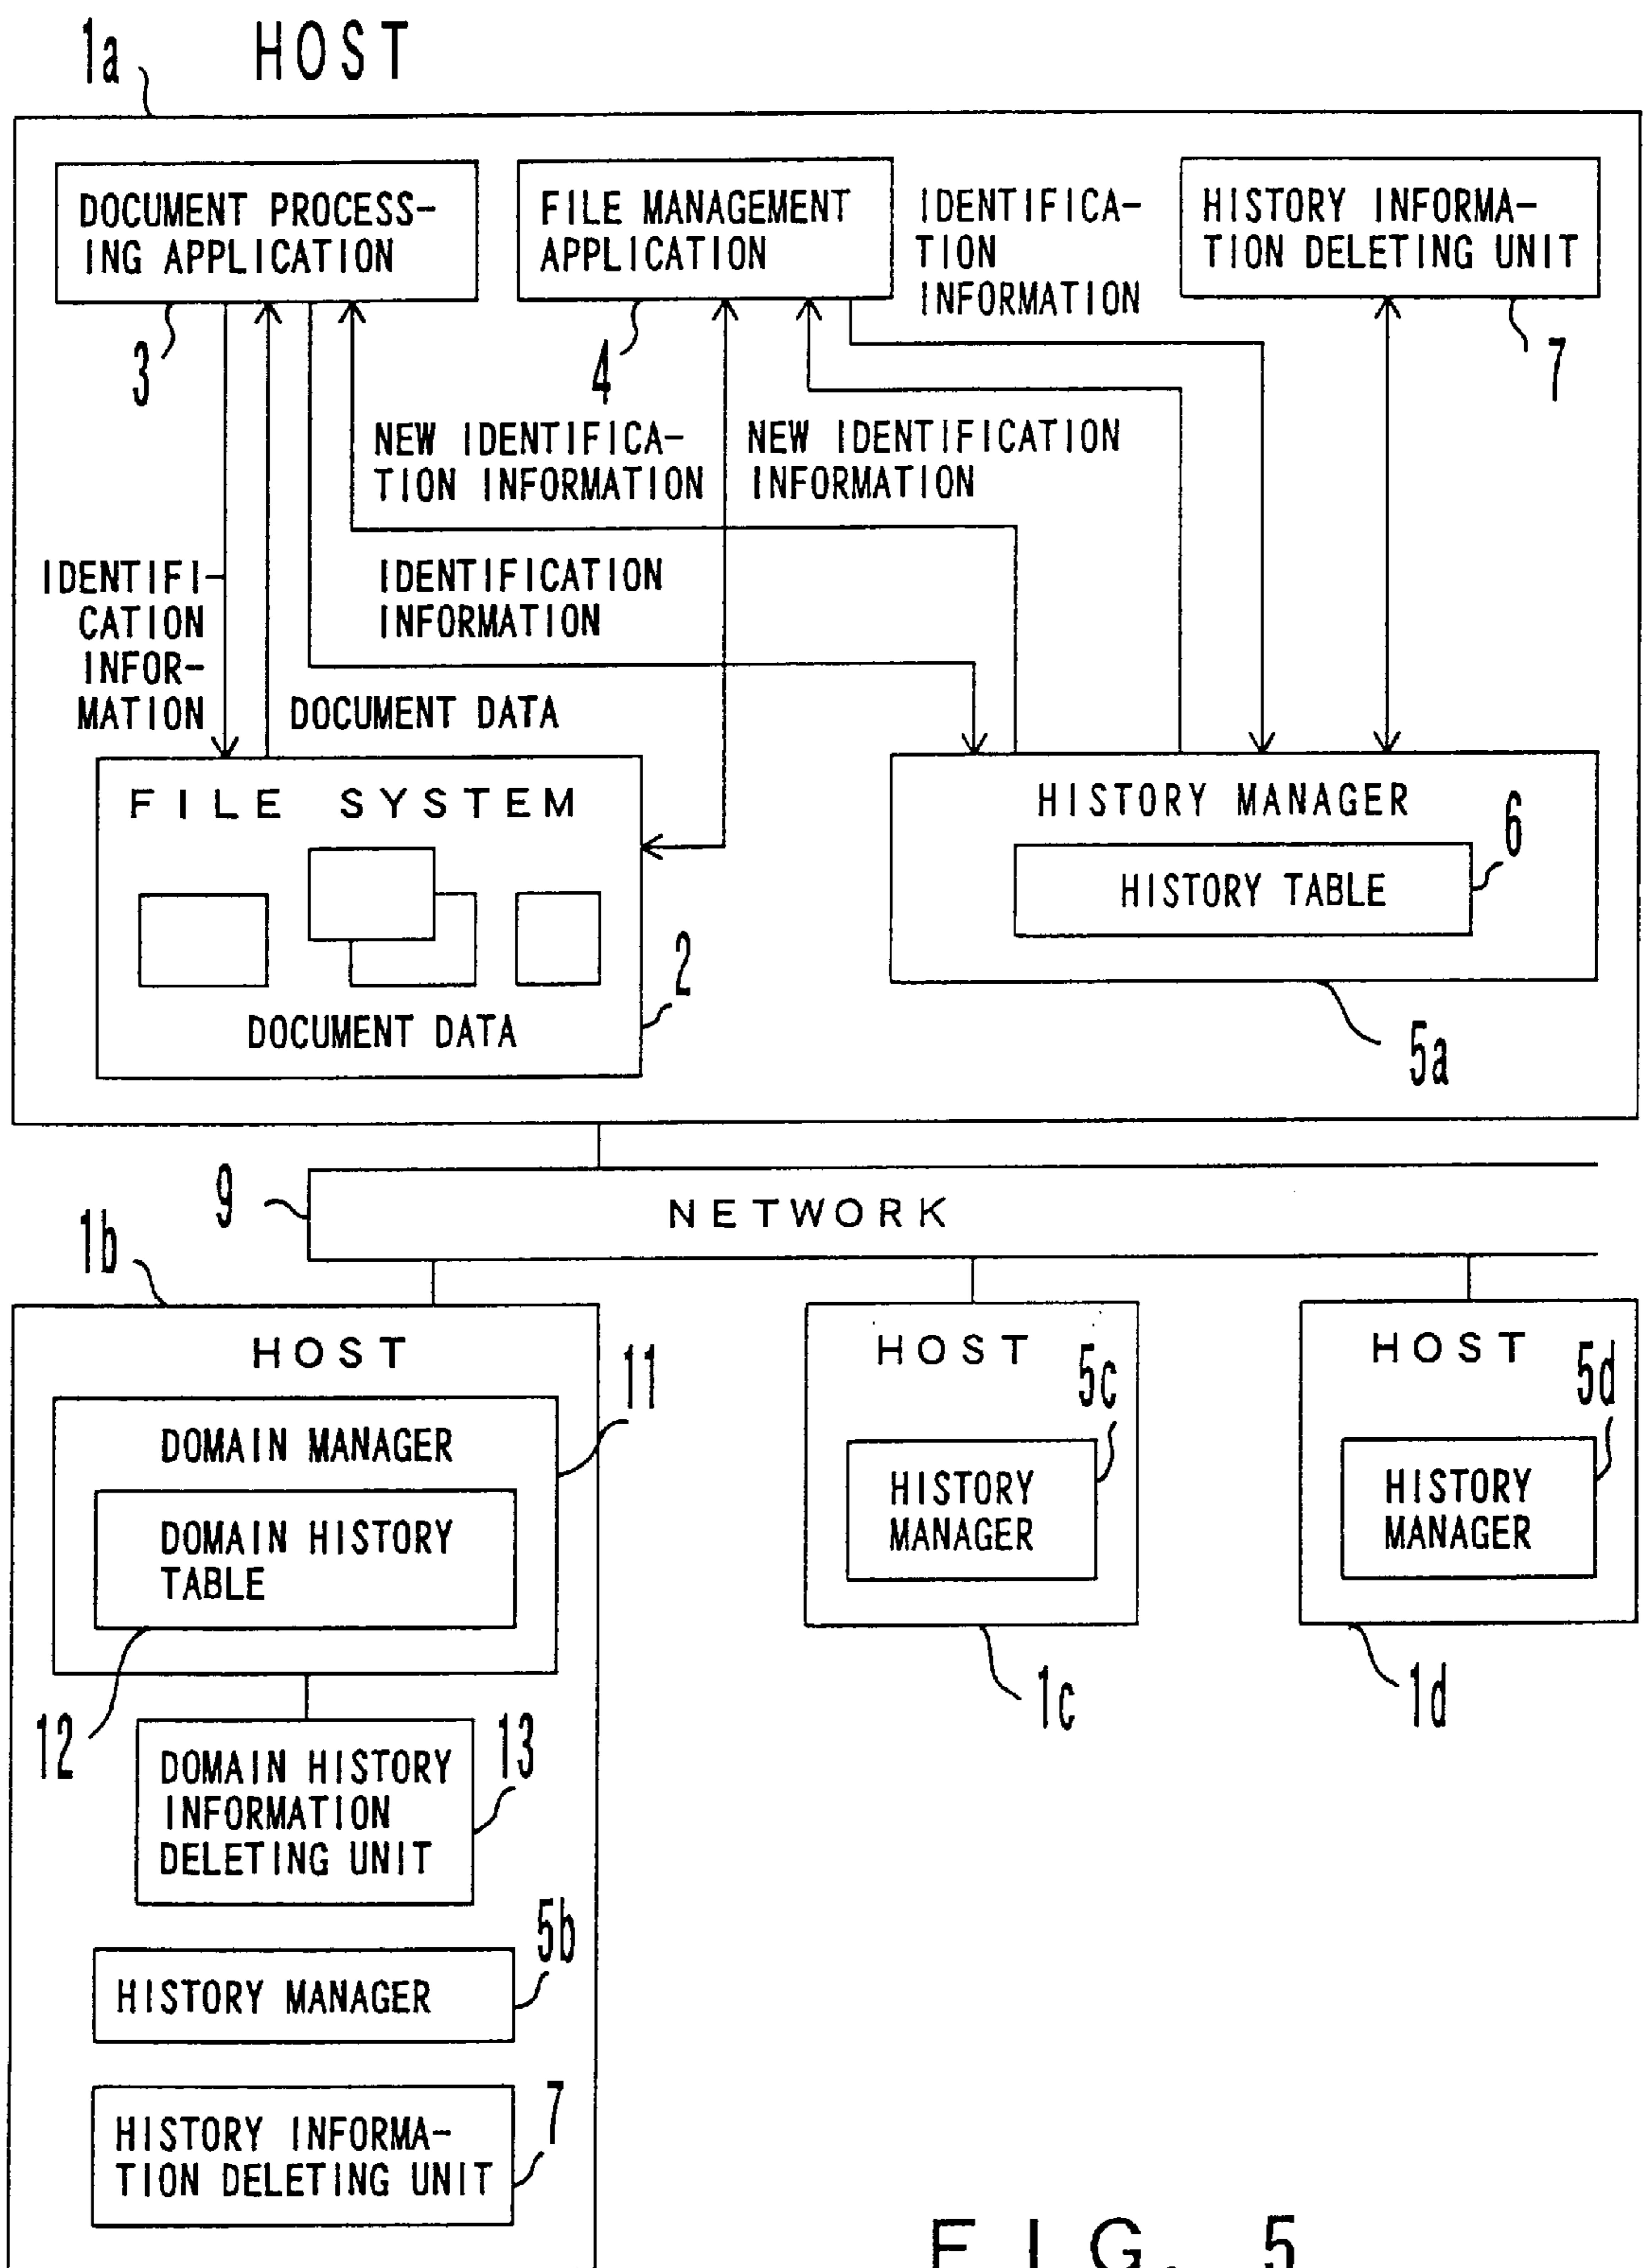 1a HOST
DOCUMENT PROCESS-
ING APPLICATION
3
FILE MANAGEMENT
APPLICATION
4
IDENTIFICA-
TION
INFORMATION
HISTORY INFORMA-
TION DELETING UNIT
7
NEW IDENTIFICA-
TION INFORMATION
NEW IDENTIFICATION
INFORMATION
IDENTIFI-
CATION
INFOR-
MATION
IDENTIFICATION
INFORMATION
DOCUMENT DATA
FILE SYSTEM
DOCUMENT DATA
2
HISTORY MANAGER
6
HISTORY TABLE
5a
9
NETWORK
1b
HOST
11
DOMAIN MANAGER
DOMAIN HISTORY
TABLE
12
DOMAIN HISTORY
INFORMATION
DELETING UNIT
13
5b
HISTORY MANAGER
7
HISTORY INFORMA-
TION DELETING UNIT
HOST
5c
HISTORY
MANAGER
1c
HOST
5d
HISTORY
MANAGER
1d
FIG. 5